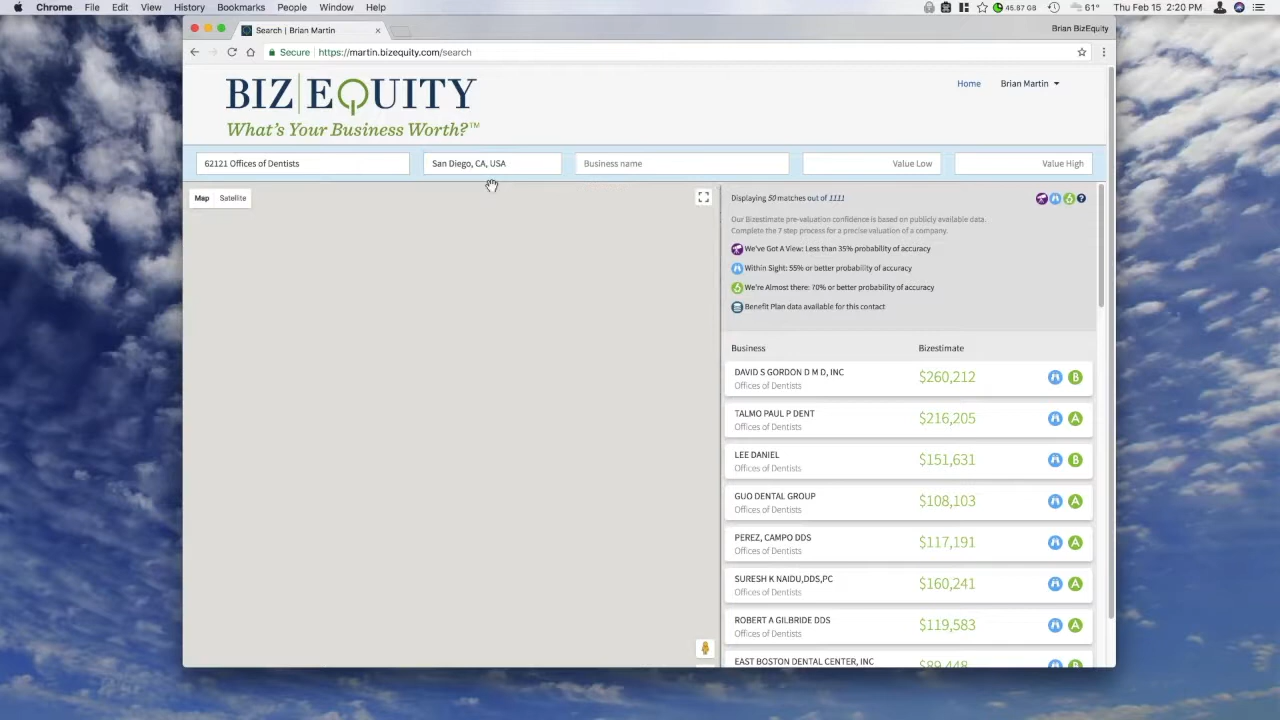 Chrome File Edit View History Bookmarks People Window Help 45.87 GB 61° Thu Feb 15 2:20 PM
Search | Brian Martin Brian BizEquity
Secure https://martin.bizequity.com/search
BIZ EQUITY
What's Your Business Worth?™
Home Brian Martin
62121 Offices of Dentists San Diego, CA, USA Business name Value Low Value High
Map Satellite
Displaying 50 matches out of 1111
Our Bizestimate pre-valuation confidence is based on publicly available data.
Complete the 7 step process for a precise valuation of a company.
We've Got A View: Less than 35% probability of accuracy
Within Sight: 55% or better probability of accuracy
We're Almost there: 70% or better probability of accuracy
Benefit Plan data available for this contact
Business Bizestimate
DAVID S GORDON D M D, INC $260,212 B
Offices of Dentists
TALMO PAUL P DENT $216,205 A
Offices of Dentists
LEE DANIEL $151,631 B
Offices of Dentists
GUO DENTAL GROUP $108,103 A
Offices of Dentists
PEREZ, CAMPO DDS $117,191 A
Offices of Dentists
SURESH K NAIDU,DDS,PC $160,241 A
Offices of Dentists
ROBERT A GILBRIDE DDS $119,583 A
Offices of Dentists
EAST BOSTON DENTAL CENTER, INC $89,448 B